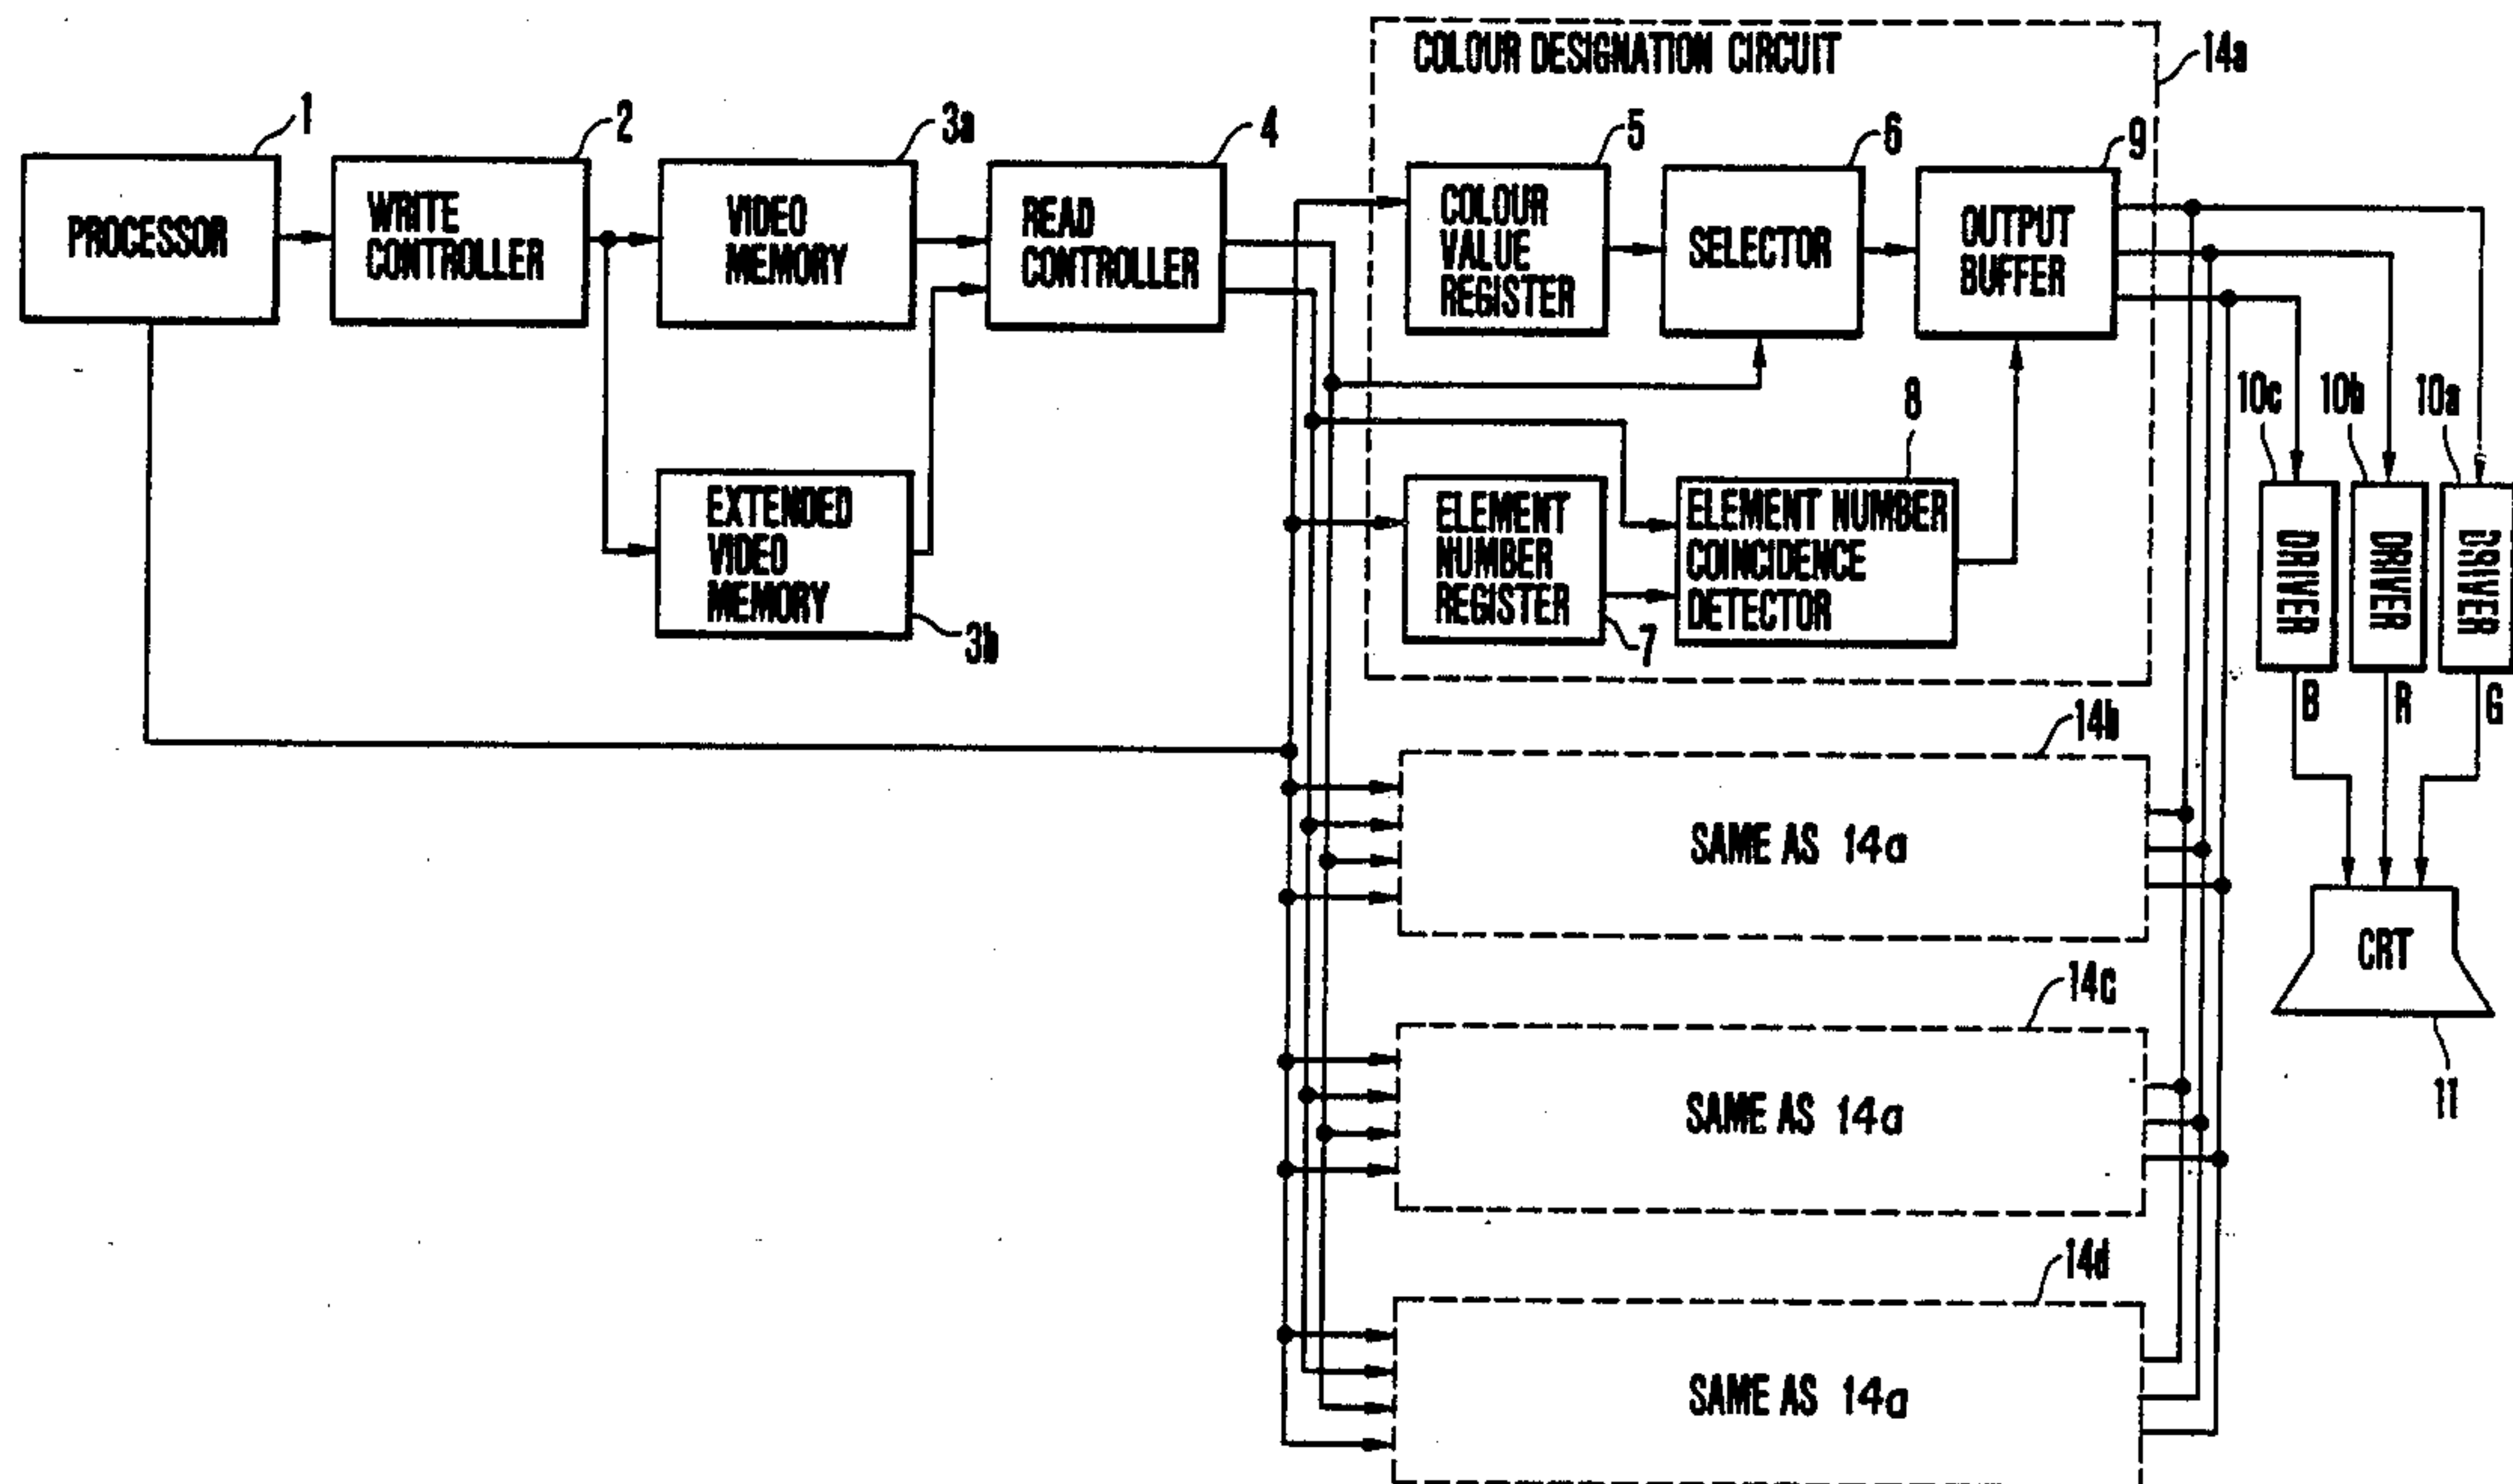 COLOUR DESIGNATION CIRCUIT
14a
1
2
3a
4
5
6
9
PROCESSOR
WRITE
CONTROLLER
VIDEO
MEMORY
READ
CONTROLLER
COLOUR
VALUE
REGISTER
SELECTOR
OUTPUT
BUFFER
8
10c
10b
10a
EXTENDED
VIDEO
MEMORY
3b
ELEMENT
NUMBER
REGISTER
7
ELEMENT NUMBER
COINCIDENCE
DETECTOR
DRIVER
DRIVER
DRIVER
B
R
G
14b
SAME AS 14a
CRT
11
14c
SAME AS 14a
14d
SAME AS 14a